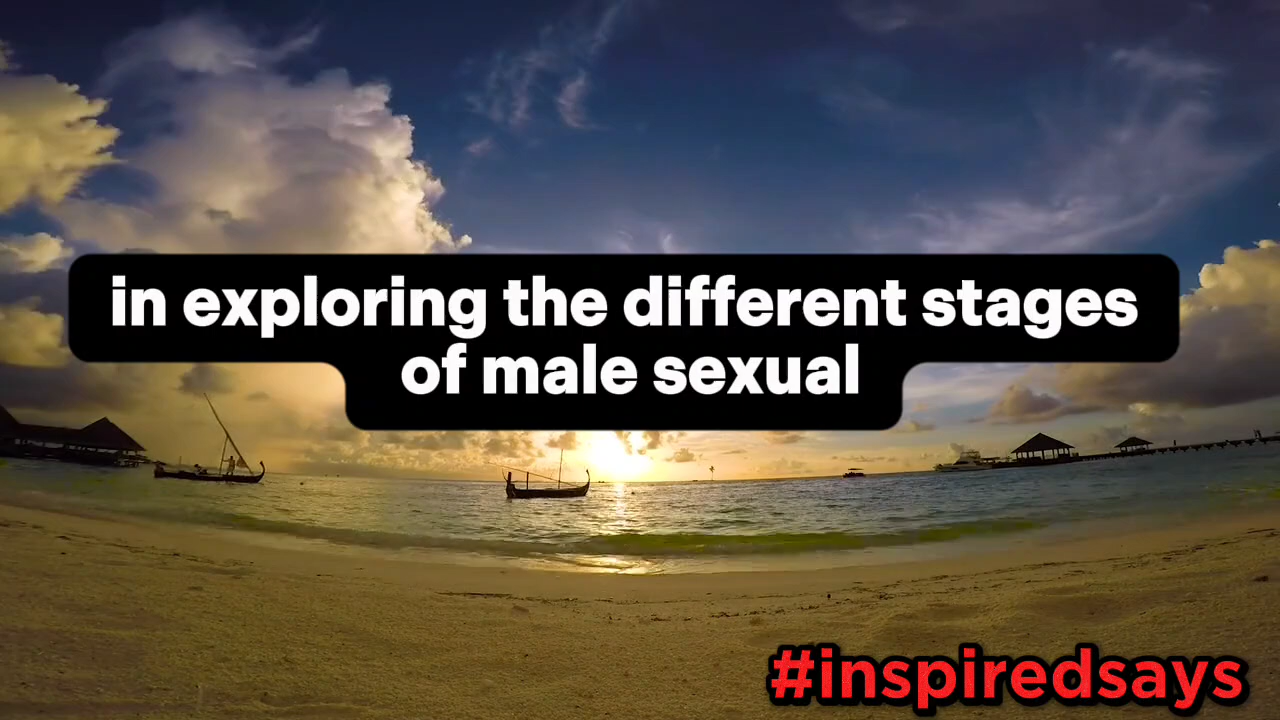 in exploring the different stages
of male sexual
#inspiredsays